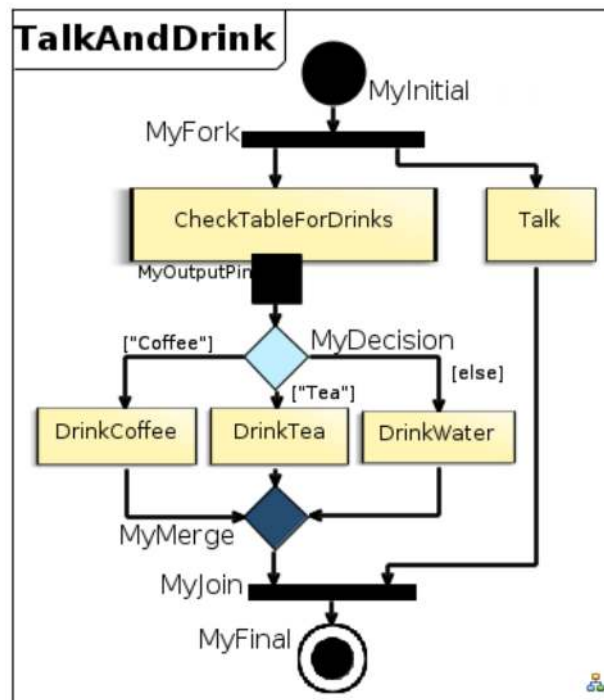 TalkAndDrink
MyInitial
MyFork
CheckTableForDrinks
Talk
MyOutputPin
MyDecision
["Coffee"]
[else]
["Tea"]
DrinkCoffee
DrinkTea
DrinkWater
MyMerge
MyJoin
MyFinal